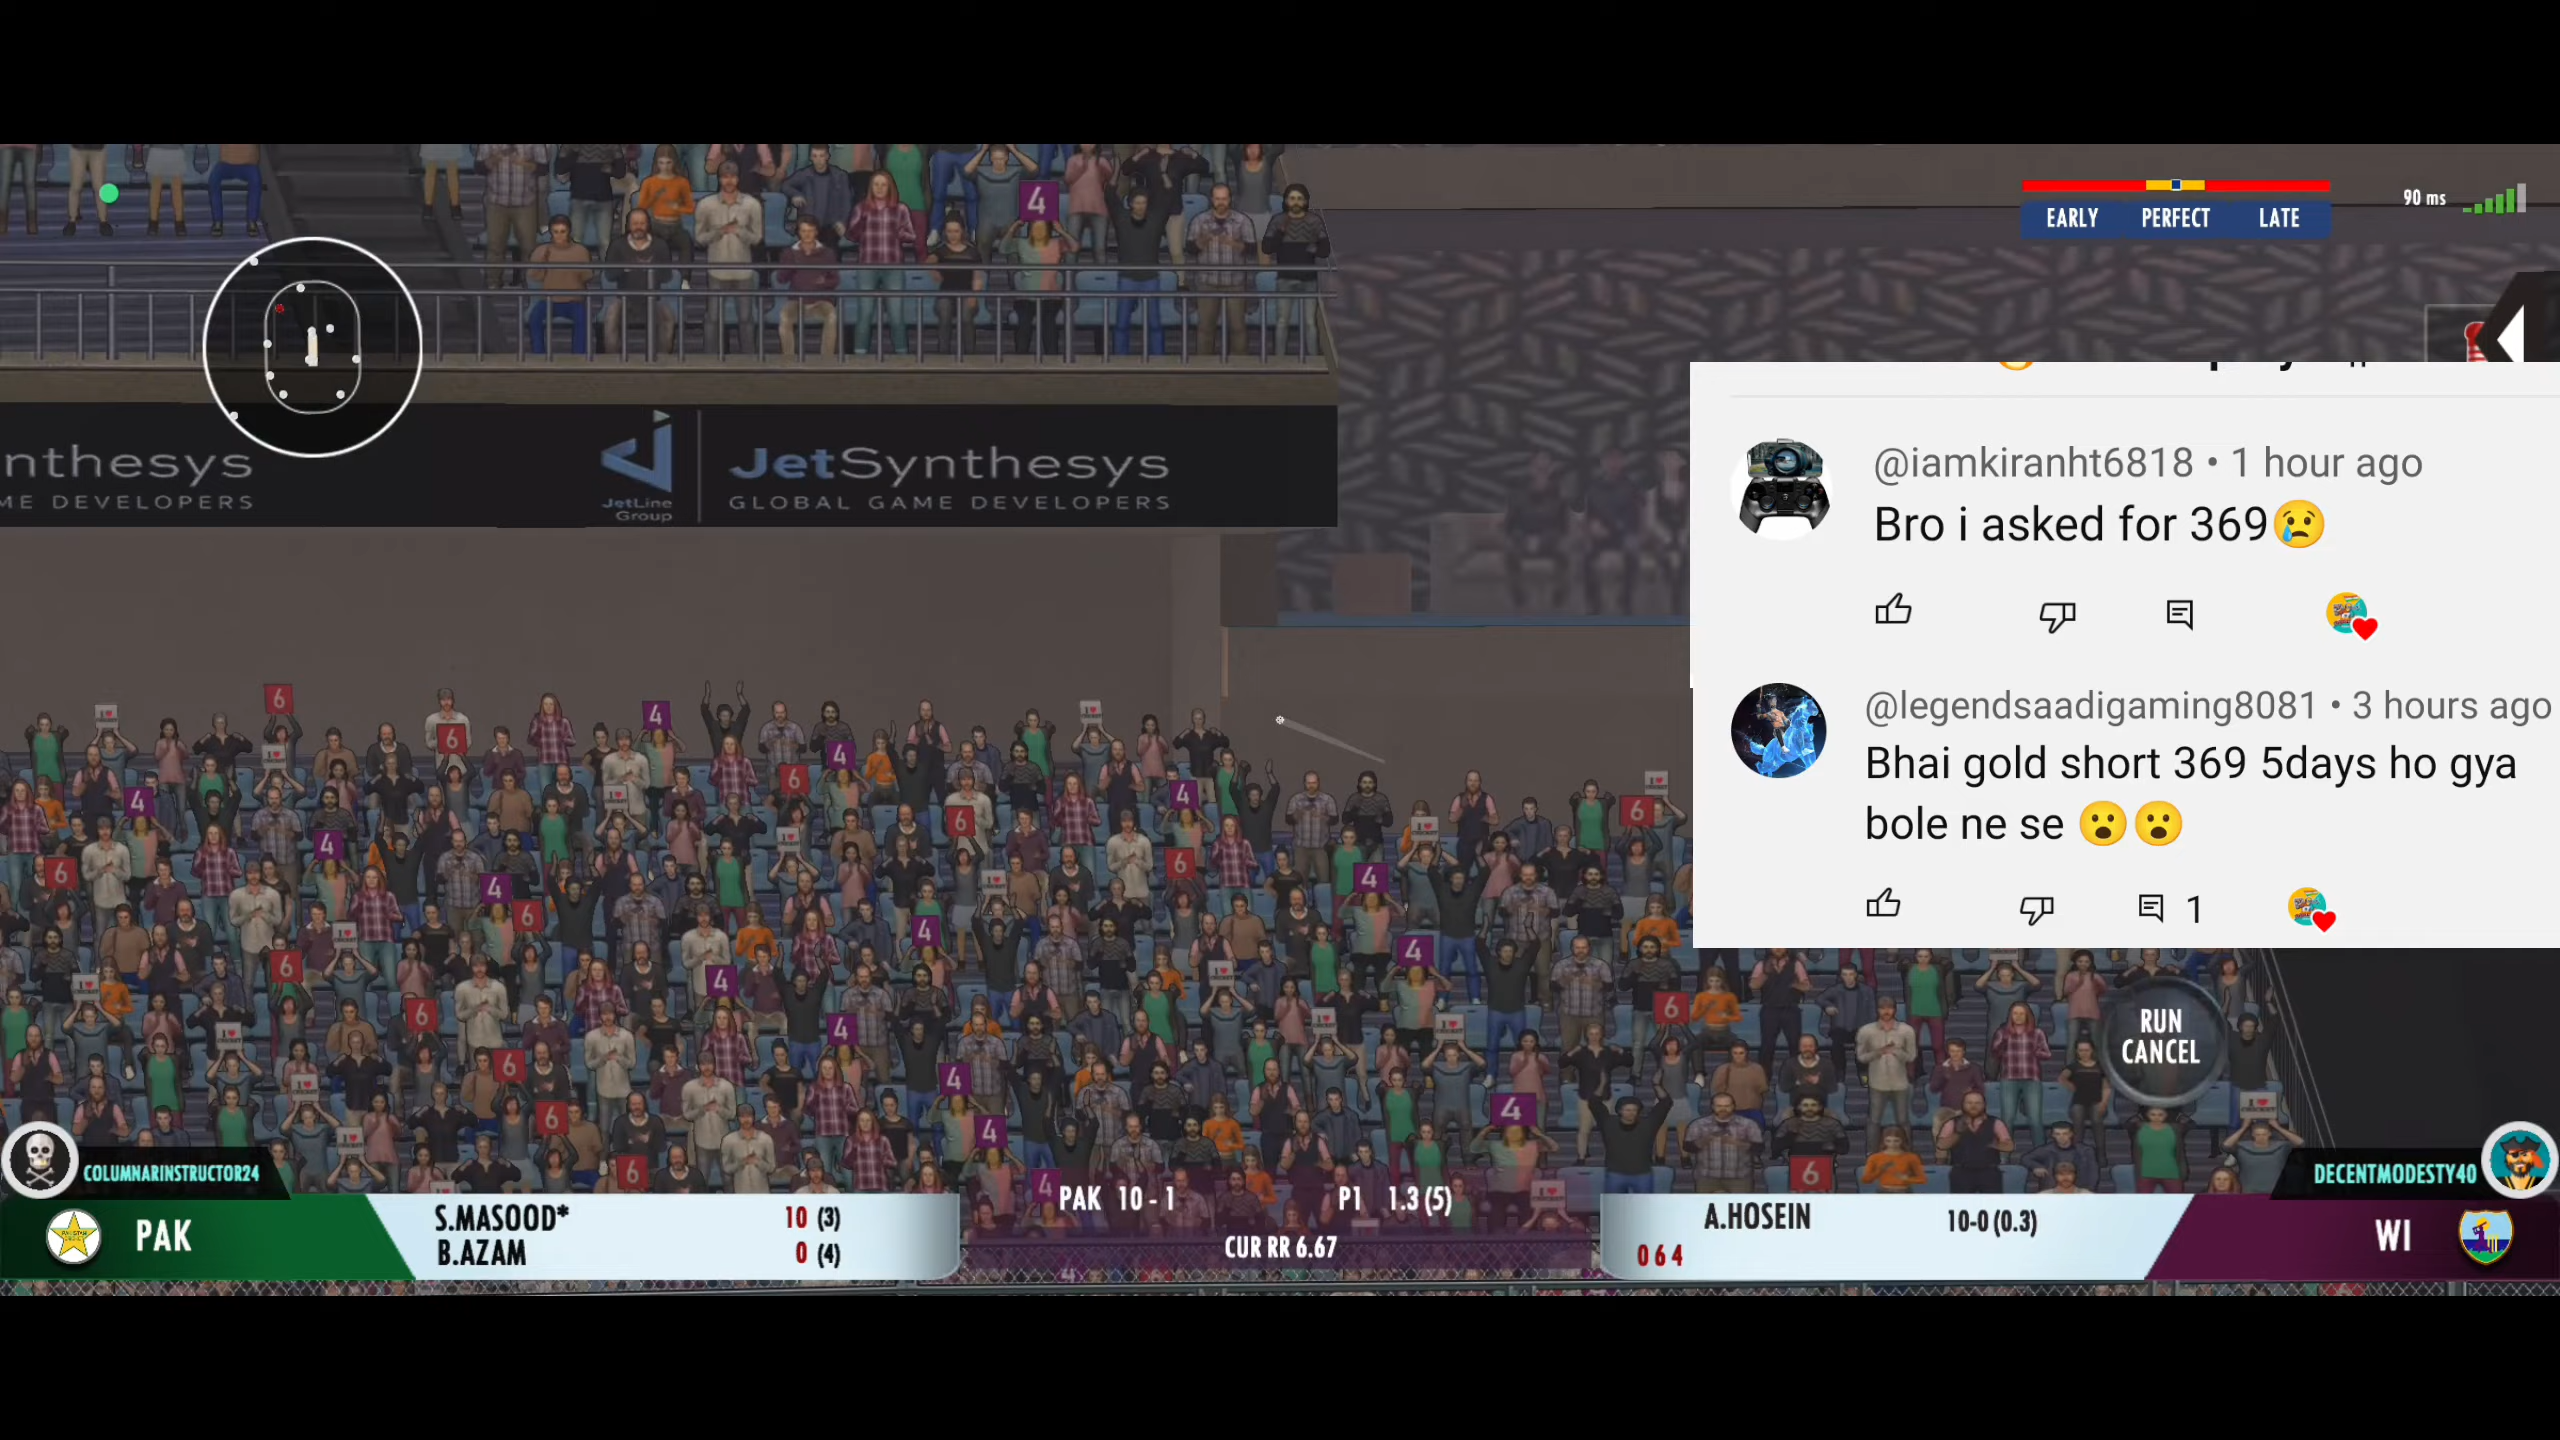 EARLY PERFECT LATE
90 ms
nthesys
ME DEVELOPERS
JetLine
Group
JetSynthesys
GLOBAL GAME DEVELOPERS
@iamkiranht6818 • 1 hour ago
Bro i asked for 369😢
@legendsaadigaming8081 • 3 hours ago
Bhai gold short 369 5days ho gya
bole ne se 😮😮
1
RUN
CANCEL
COLUMNARINSTRUCTOR24
PAK
S.MASOOD* 10 (3)
B.AZAM 0 (4)
PAK 10 - 1 P1 1.3 (5)
CUR RR 6.67
A.HOSEIN 10-0 (0.3)
0 6 4
DECENTMODESTY40
WI